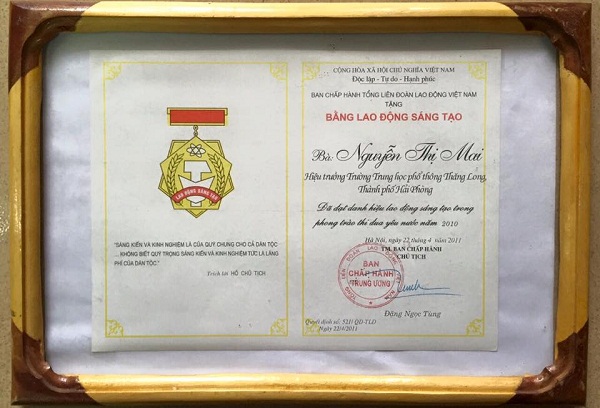 LAO ĐỘNG SÁNG TẠO
"SÁNG KIẾN VÀ KINH NGHIỆM LÀ CỦA QUÝ CHUNG CHO CẢ DÂN TỘC
...KHÔNG BIẾT QUÝ TRỌNG SÁNG KIẾN VÀ KINH NGHIỆM TỨC LÀ LÃNG
PHÍ CỦA DÂN TỘC."
Trích lời HỒ CHỦ TỊCH
CỘNG HÒA XÃ HỘI CHỦ NGHĨA VIỆT NAM
Độc lập - Tự do - Hạnh phúc
BAN CHẤP HÀNH TỔNG LIÊN ĐOÀN LAO ĐỘNG VIỆT NAM
TẶNG
BẰNG LAO ĐỘNG SÁNG TẠO
Bà: Nguyễn Thị Mai
Hiệu trưởng Trường Trung học phổ thông Thăng Long,
Thành phố Hải Phòng
Đã đạt danh hiệu lao động sáng tạo trong
phong trào thi đua yêu nước năm 2010
Hà Nội, ngày 22 tháng 4 năm 2011
TM. BAN CHẤP HÀNH
CHỦ TỊCH
TỔNG LIÊN ĐOÀN LAO ĐỘNG VIỆT NAM
BAN
CHẤP HÀNH
TRUNG ƯƠNG
Đặng Ngọc Tùng
Quyết định số: QĐ-TLĐ
Ngày 22/4/2011